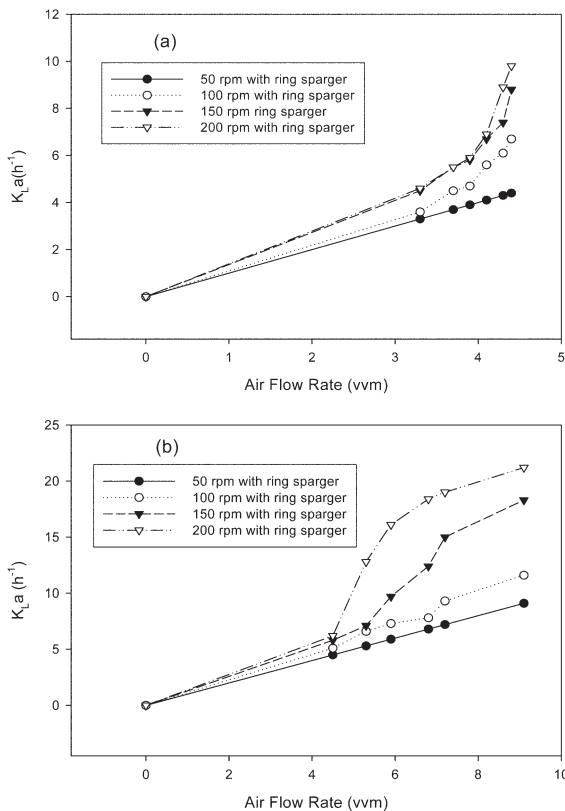 12
(a)
10
50 rpm with ring sparger
100 rpm with ring sparger
150 rpm ring sparger
200 rpm with ring sparger
8
6
4
2
0
K_La(h^-1)
0 1 2 3 4 5
Air Flow Rate (vvm)
25
(b)
20
50 rpm with ring sparger
100 rpm with ring sparger
150 rpm with ring sparger
200 rpm with ring sparger
15
10
5
0
K_La (h^-1)
0 2 4 6 8 10
Air Flow Rate (vvm)